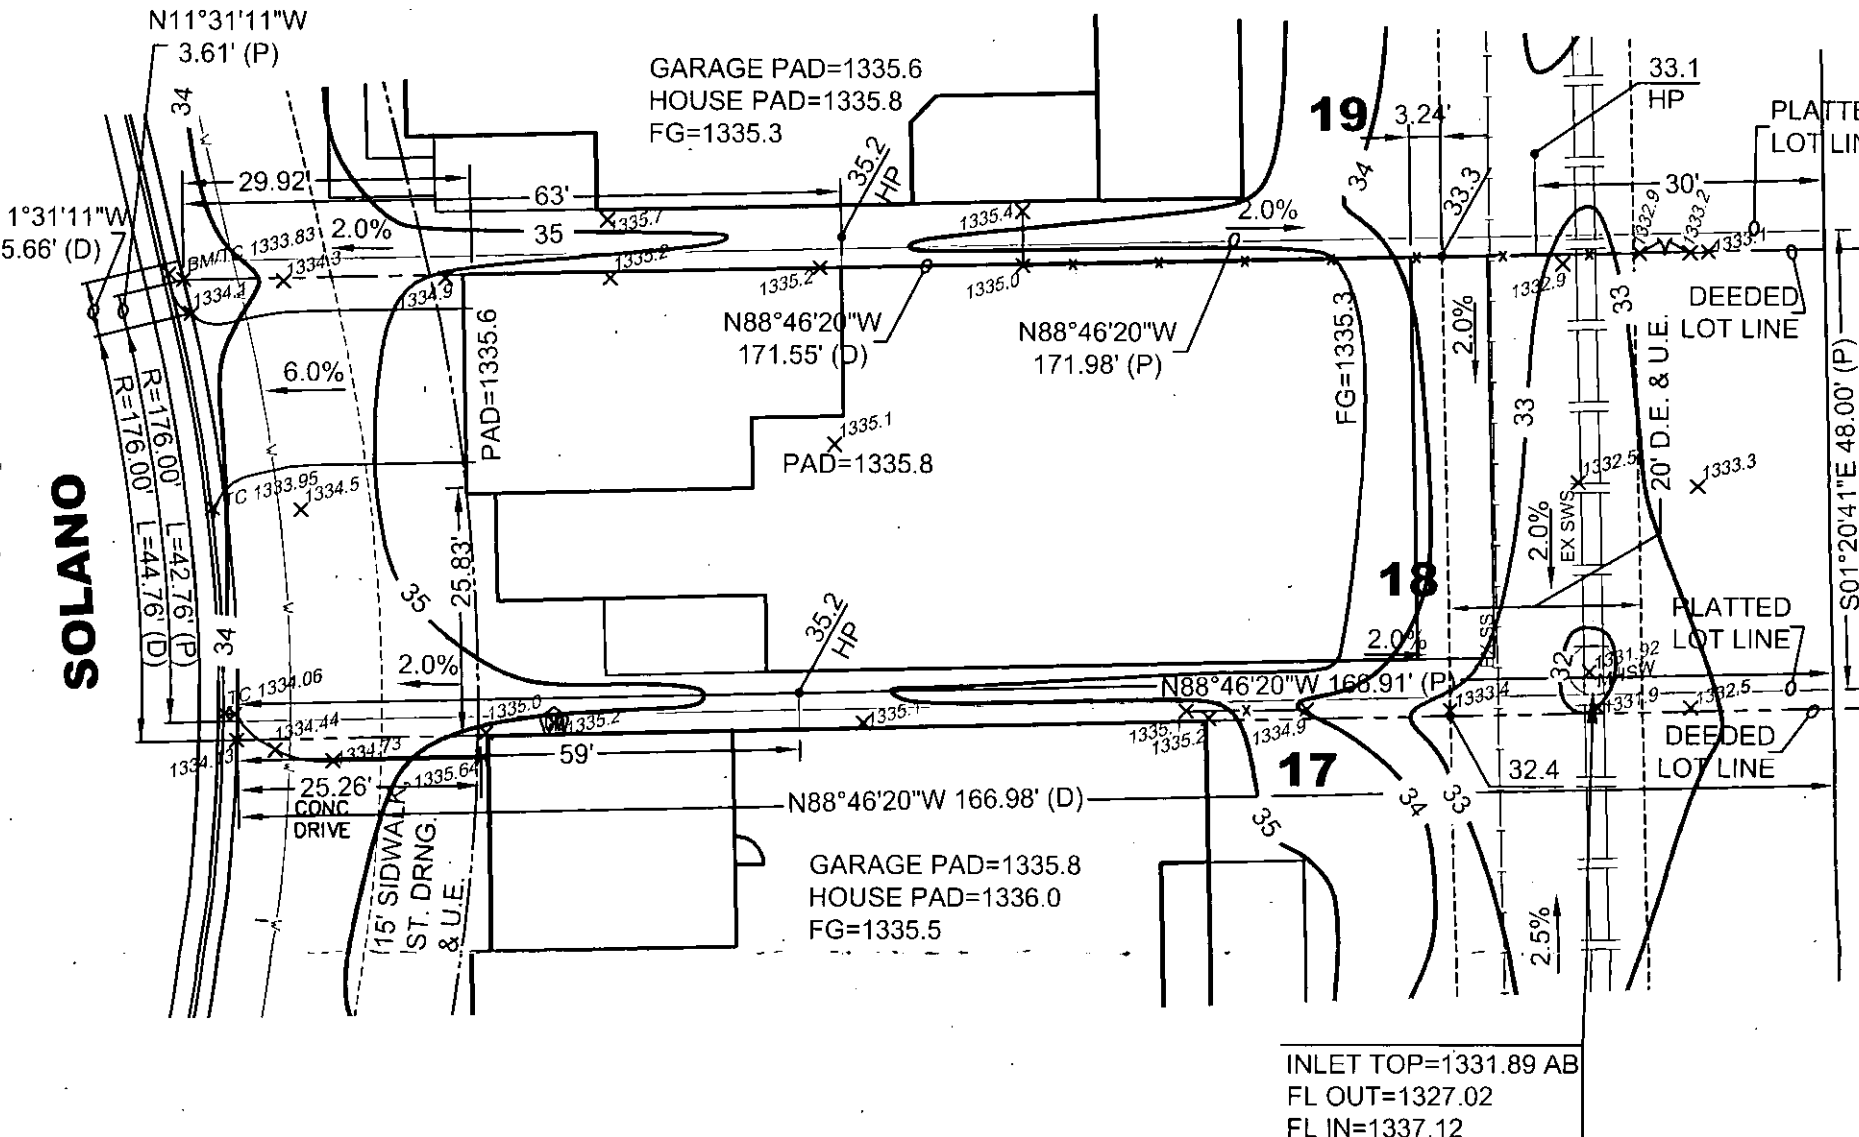 N11°31'11"W
3.61' (P)
GARAGE PAD=1335.6
HOUSE PAD=1335.8
FG=1335.3
19
3.24'
33.1
HP
PLATTE
LOT LIN
34
34
35.2
HP
33.3
29.92'
63'
30'
1°31'11"W
5.66' (D)
2.0%
35
1335.7
1335.4
2.0%
1332.9
1333.2
1333.1
BM/TC 1333.83
1334.3
1335.2
1334.1
1334.9
1335.2
1335.0
1332.9
33
N88°46'20"W
171.55' (D)
N88°46'20"W
171.98' (P)
FG=1335.3
2.0%
DEEDED
LOT LINE
6.0%
PAD=1335.6
R=176.00'
L=42.76' (P)
R=176.00'
L=44.76' (D)
33
20' D.E. & U.E.
S01°20'41"E 48.00' (P)
1335.1
PAD=1335.8
1332.5
1333.3
SOLANO
TC 1333.95
1334.5
25.83'
2.0%
EX SWS
18
35
34
35.2
HP
2.0%
PLATTED
LOT LINE
2.0%
32
1331.92
MHSW
TC 1334.06
N88°46'20"W 166.91' (P)
1335.0
1335.2
1335.1
1333.4
1331.9
1332.5
1334.44
1335.1
1335.2
1334.9
1334.13
1334.73
59'
1335.64
17
DEEDED
LOT LINE
32.4
25.26'
CONC
DRIVE
N88°46'20"W 166.98' (D)
34
33
35
15' SIDWALK,
ST. DRNG.
& U.E.
GARAGE PAD=1335.8
HOUSE PAD=1336.0
FG=1335.5
2.5%
INLET TOP=1331.89 AB
FL OUT=1327.02
FL IN=1337.12